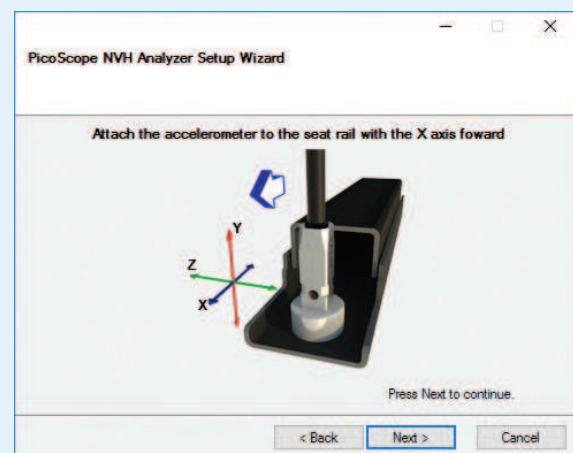 PicoScope NVH Analyzer Setup Wizard
Attach the accelerometer to the seat rail with the X axis foward
Y
Z
X
Press Next to continue.
< Back Next > Cancel